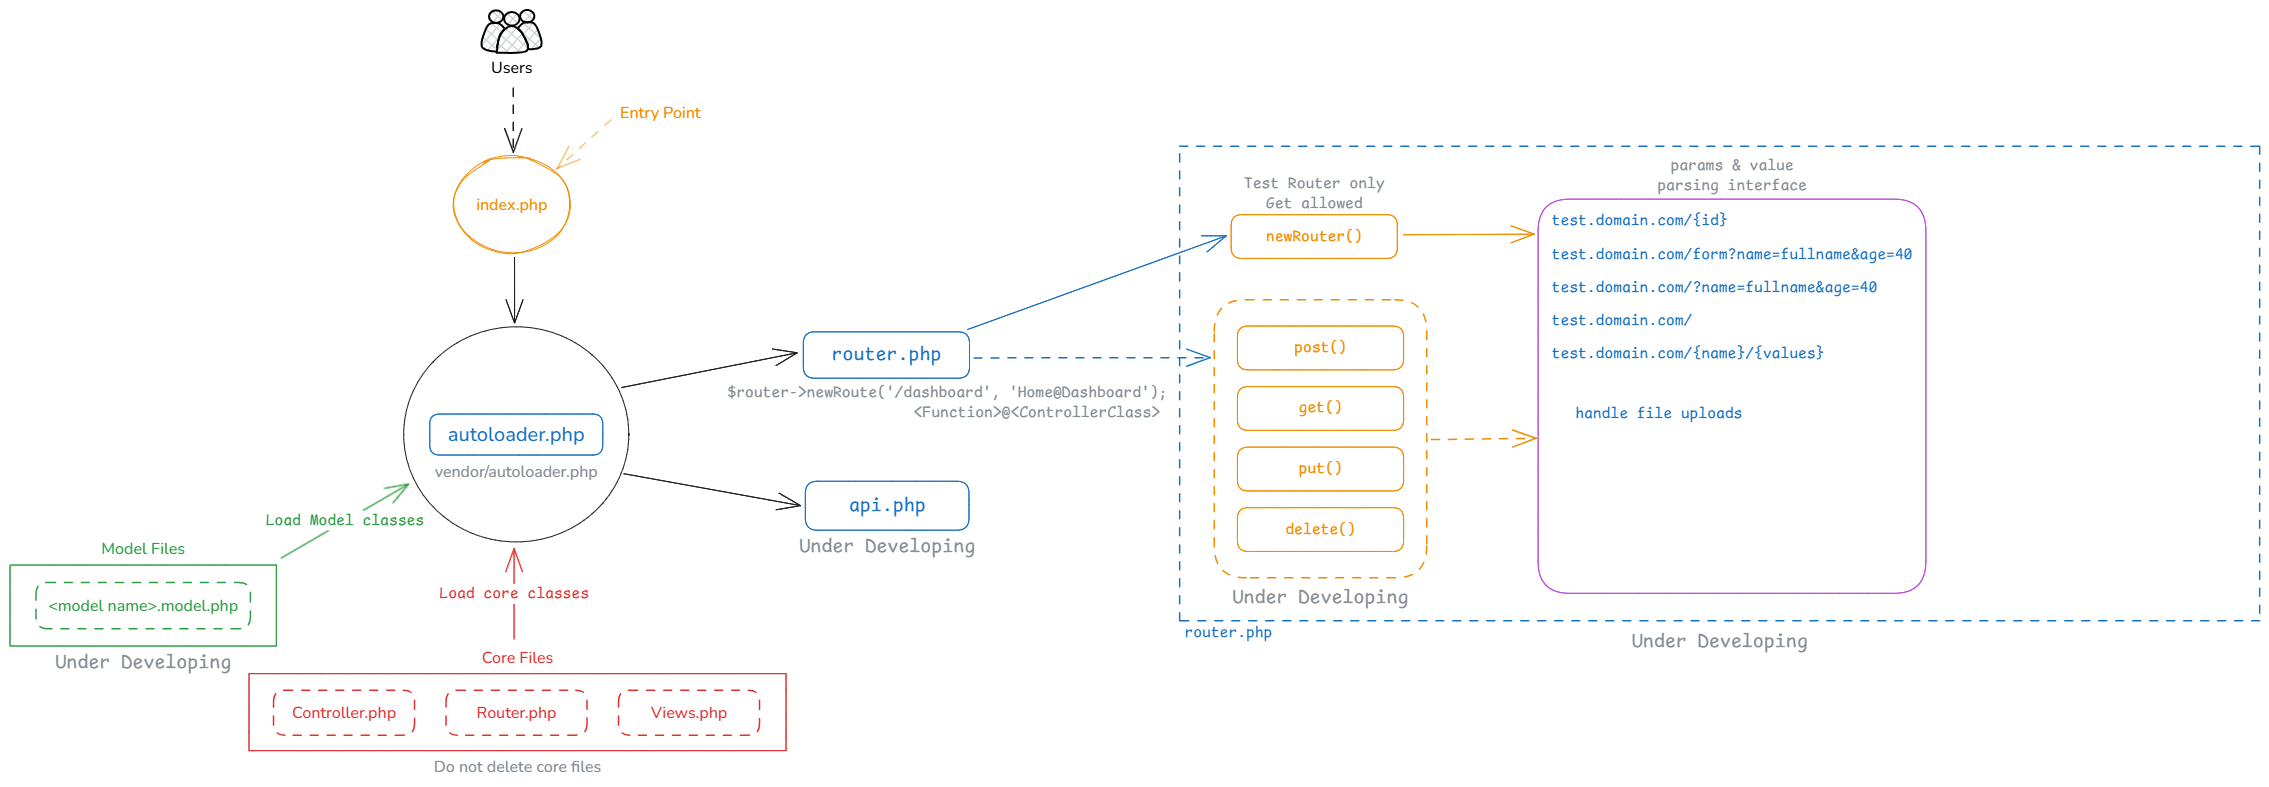 Users
Entry Point
index.php
autoloader.php
vendor/autoloader.php
Load Model classes
Model Files
<model name>.model.php
Under Developing
Load core classes
Core Files
Controller.php
Router.php
Views.php
Do not delete core files
router.php
$router->newRoute('/dashboard', 'Home@Dashboard');
<Function>@<ControllerClass>
api.php
Under Developing
Test Router only
Get allowed
newRouter()
post()
get()
put()
delete()
Under Developing
router.php
params & value
parsing interface
test.domain.com/{id}
test.domain.com/form?name=fullname&age=40
test.domain.com/?name=fullname&age=40
test.domain.com/
test.domain.com/{name}/{values}
handle file uploads
Under Developing